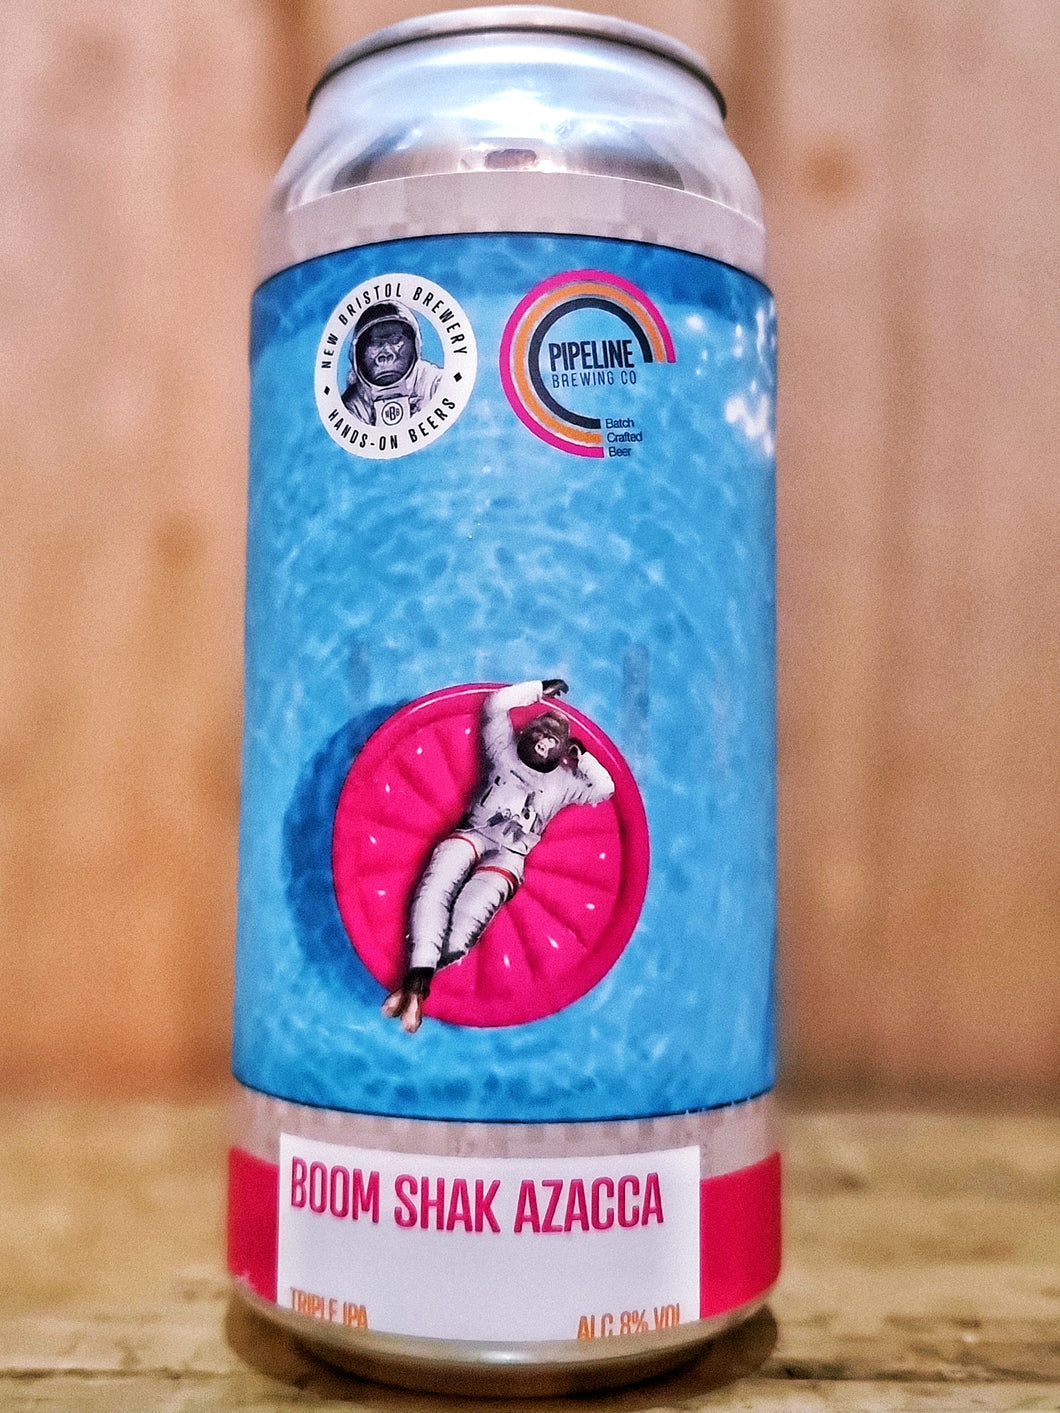 NEW BRISTOL BREWERY
HANDS-ON BEERS
NBB
PIPELINE
BREWING CO
Batch
Crafted
Beer
BOOM SHAK AZACCA
TRIPLE IPA
ALC 8% VOL